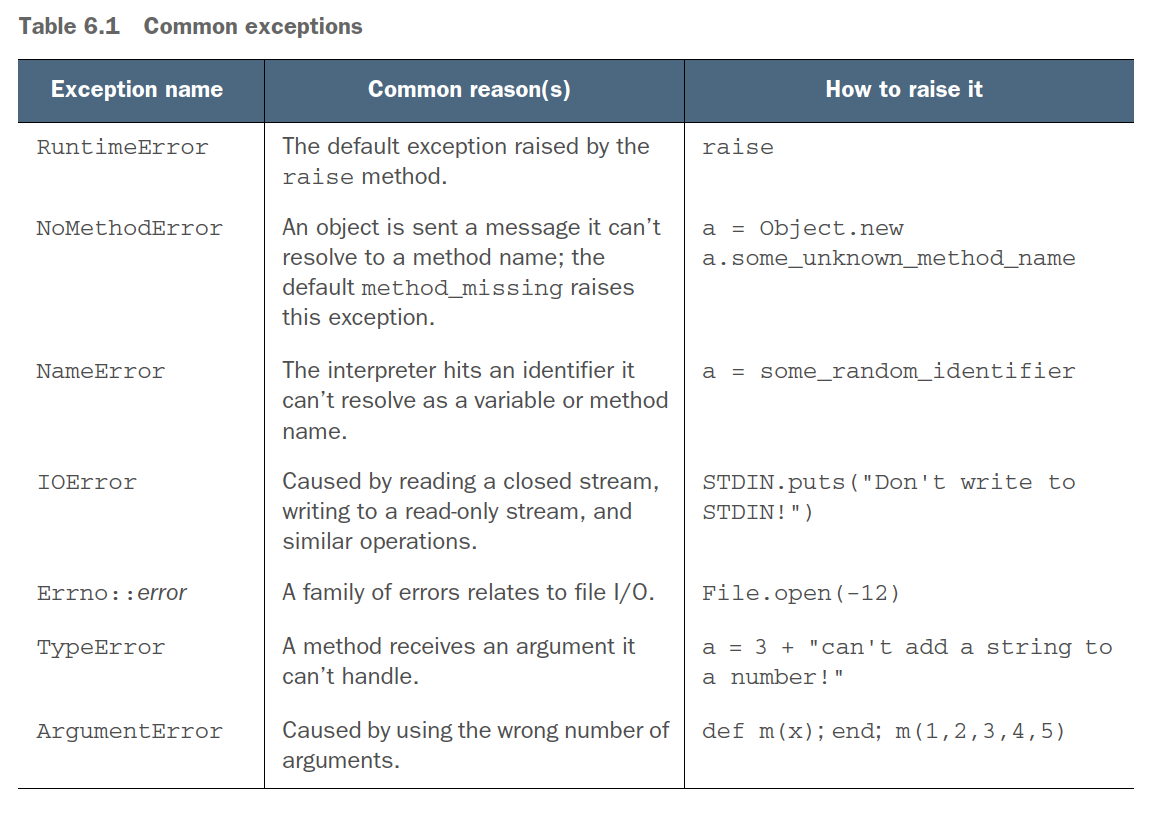 Table 6.1 Common exceptions
Exception name Common reason(s) How to raise it
RuntimeError
The default exception raised by the
raise method.
raise
NoMethodError
An object is sent a message it can’t
resolve to a method name; the
default method_missing raises
this exception.
a = Object.new
a.some_unknown_method_name
NameError
The interpreter hits an identifier it
can’t resolve as a variable or method
name.
a = some_random_identifier
IOError
Caused by reading a closed stream,
writing to a read-only stream, and
similar operations.
STDIN.puts("Don't write to
STDIN!")
Errno::error
A family of errors relates to file I/O.
File.open(-12)
TypeError
A method receives an argument it
can’t handle.
a = 3 + "can't add a string to
a number!"
ArgumentError
Caused by using the wrong number of
arguments.
def m(x); end; m(1,2,3,4,5)